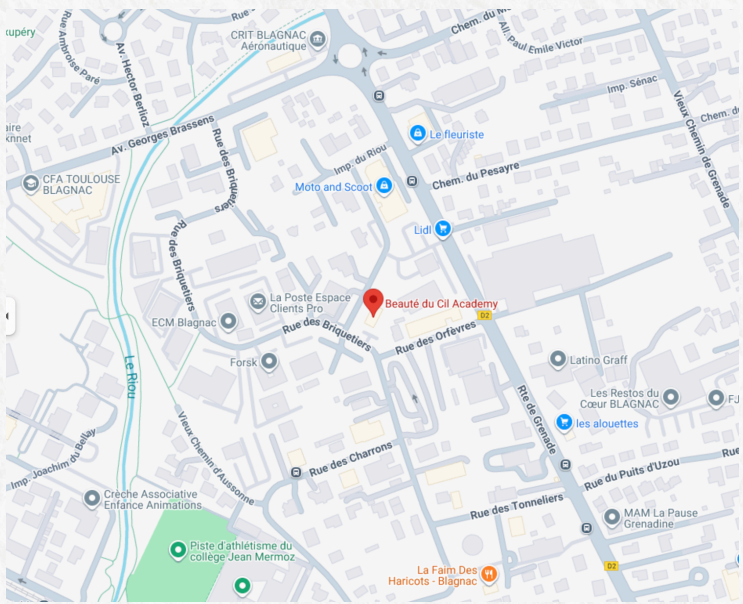 Rue
Chem. du M
All. Paul Émile Victor
xupéry
Rue Ambroise Paré
Av. Hector Berlioz
CRIT BLAGNAC
Aéronautique
Imp. Sénac
Vieux Chemin de Grenade
Chem. d
Av. Georges Brassens
Le fleuriste
aire
Rue des Briquetiers
Imp. du Riou
CFA TOULOUSE
BLAGNAC
Moto and Scoot
Chem. du Pesayre
Rue des Briquetiers
Lidl
La Poste Espace
Clients Pro
Beauté du Cil Academy
D2
ECM Blagnac
Rue des Briquetiers
Rue des Orfèvres
Le Riou
Forsk
Latino Graff
Rte de Grenade
Les Restos du
Cœur BLAGNAC
FJ
les alouettes
Imp. Joachim du Bellay
Vieux Chemin d'Aussonne
Rue des Charrons
Rue du Puits d'Uzou
Rue
Crèche Associative
Enfance Animations
Rue des Tonneliers
MAM La Pause
Grenadine
Piste d'athlétisme du
collège Jean Mermoz
La Faim Des
Haricots - Blagnac
D2